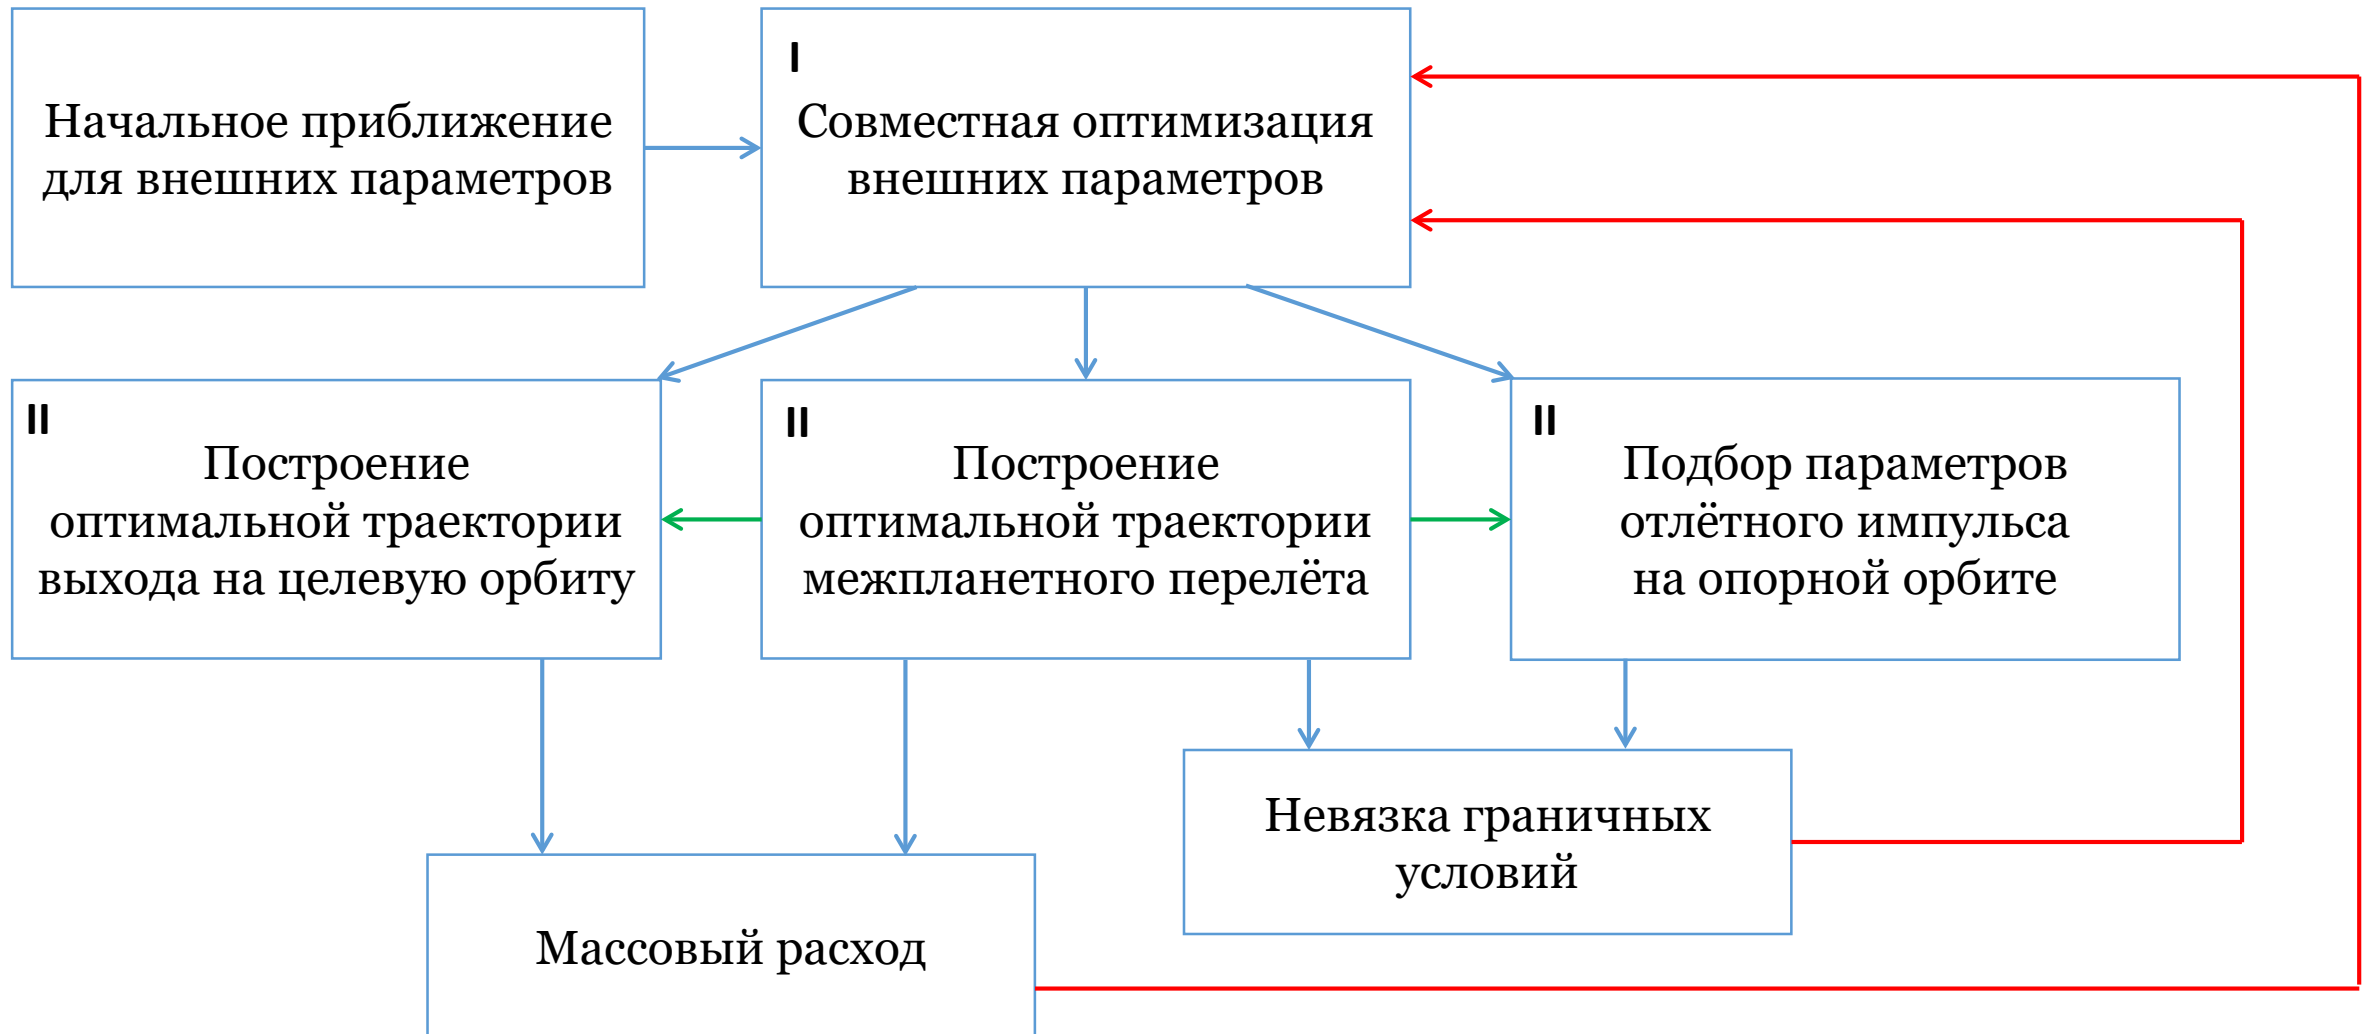 Начальное приближение
для внешних параметров
I
Совместная оптимизация
внешних параметров
II
Построение
оптимальной траектории
выхода на целевую орбиту
II
Построение
оптимальной траектории
межпланетного перелёта
II
Подбор параметров
отлётного импульса
на опорной орбите
Невязка граничных
условий
Массовый расход